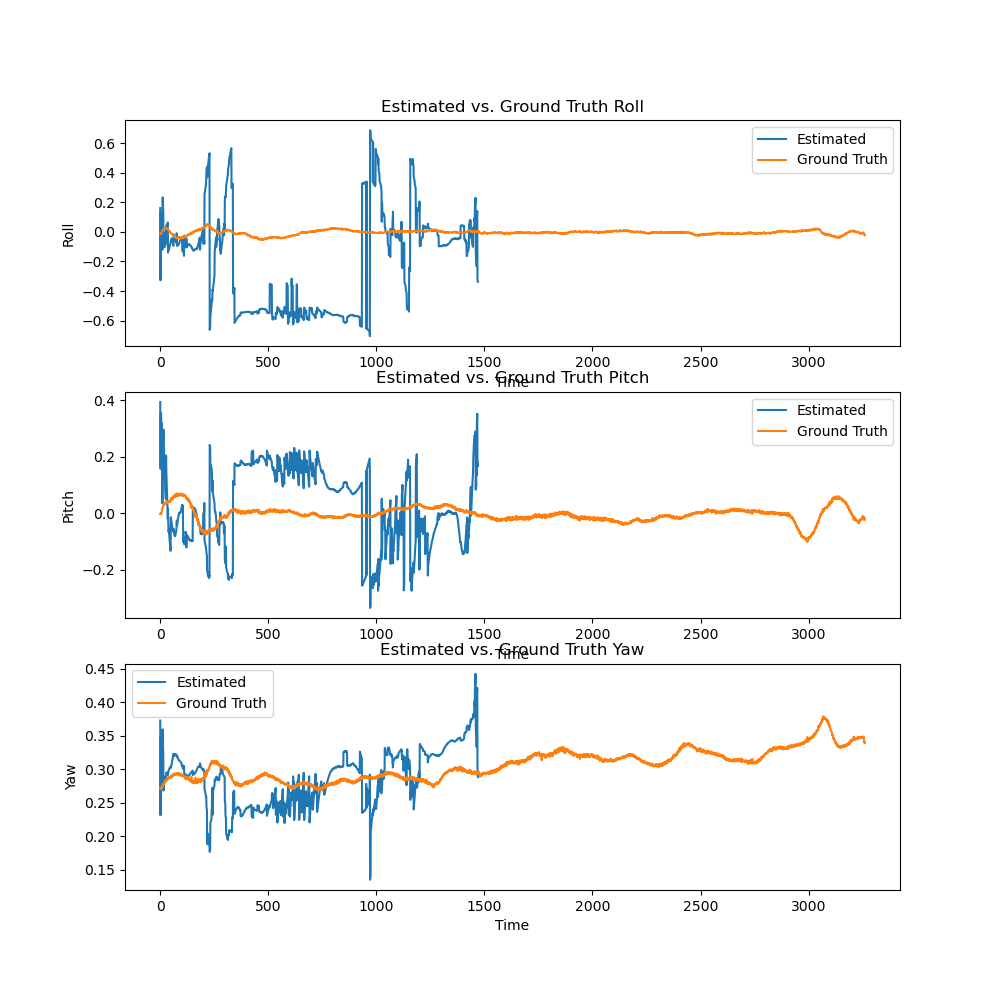 Estimated vs. Ground Truth Roll
Estimated
Ground Truth
Roll
0.6
0.4
0.2
0.0
−0.2
−0.4
−0.6
0 500 1000 1500 2000 2500 3000
Time
Estimated vs. Ground Truth Pitch
Estimated
Ground Truth
Pitch
0.4
0.2
0.0
−0.2
0 500 1000 1500 2000 2500 3000
Time
Estimated vs. Ground Truth Yaw
Estimated
Ground Truth
Yaw
0.45
0.40
0.35
0.30
0.25
0.20
0.15
0 500 1000 1500 2000 2500 3000
Time